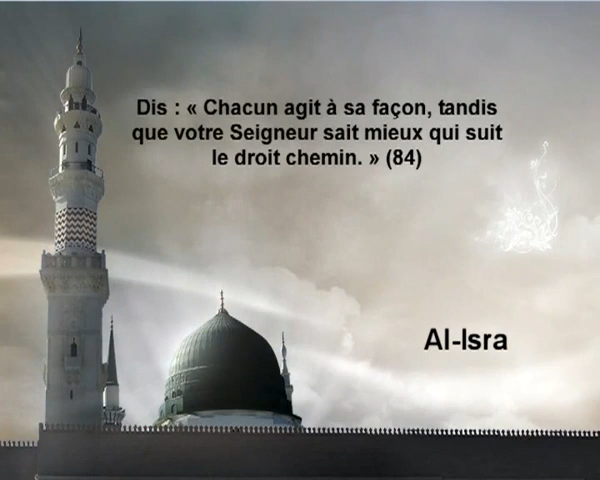 Dis : « Chacun agit à sa façon, tandis
que votre Seigneur sait mieux qui suit
le droit chemin. » (84)
Al-Isra